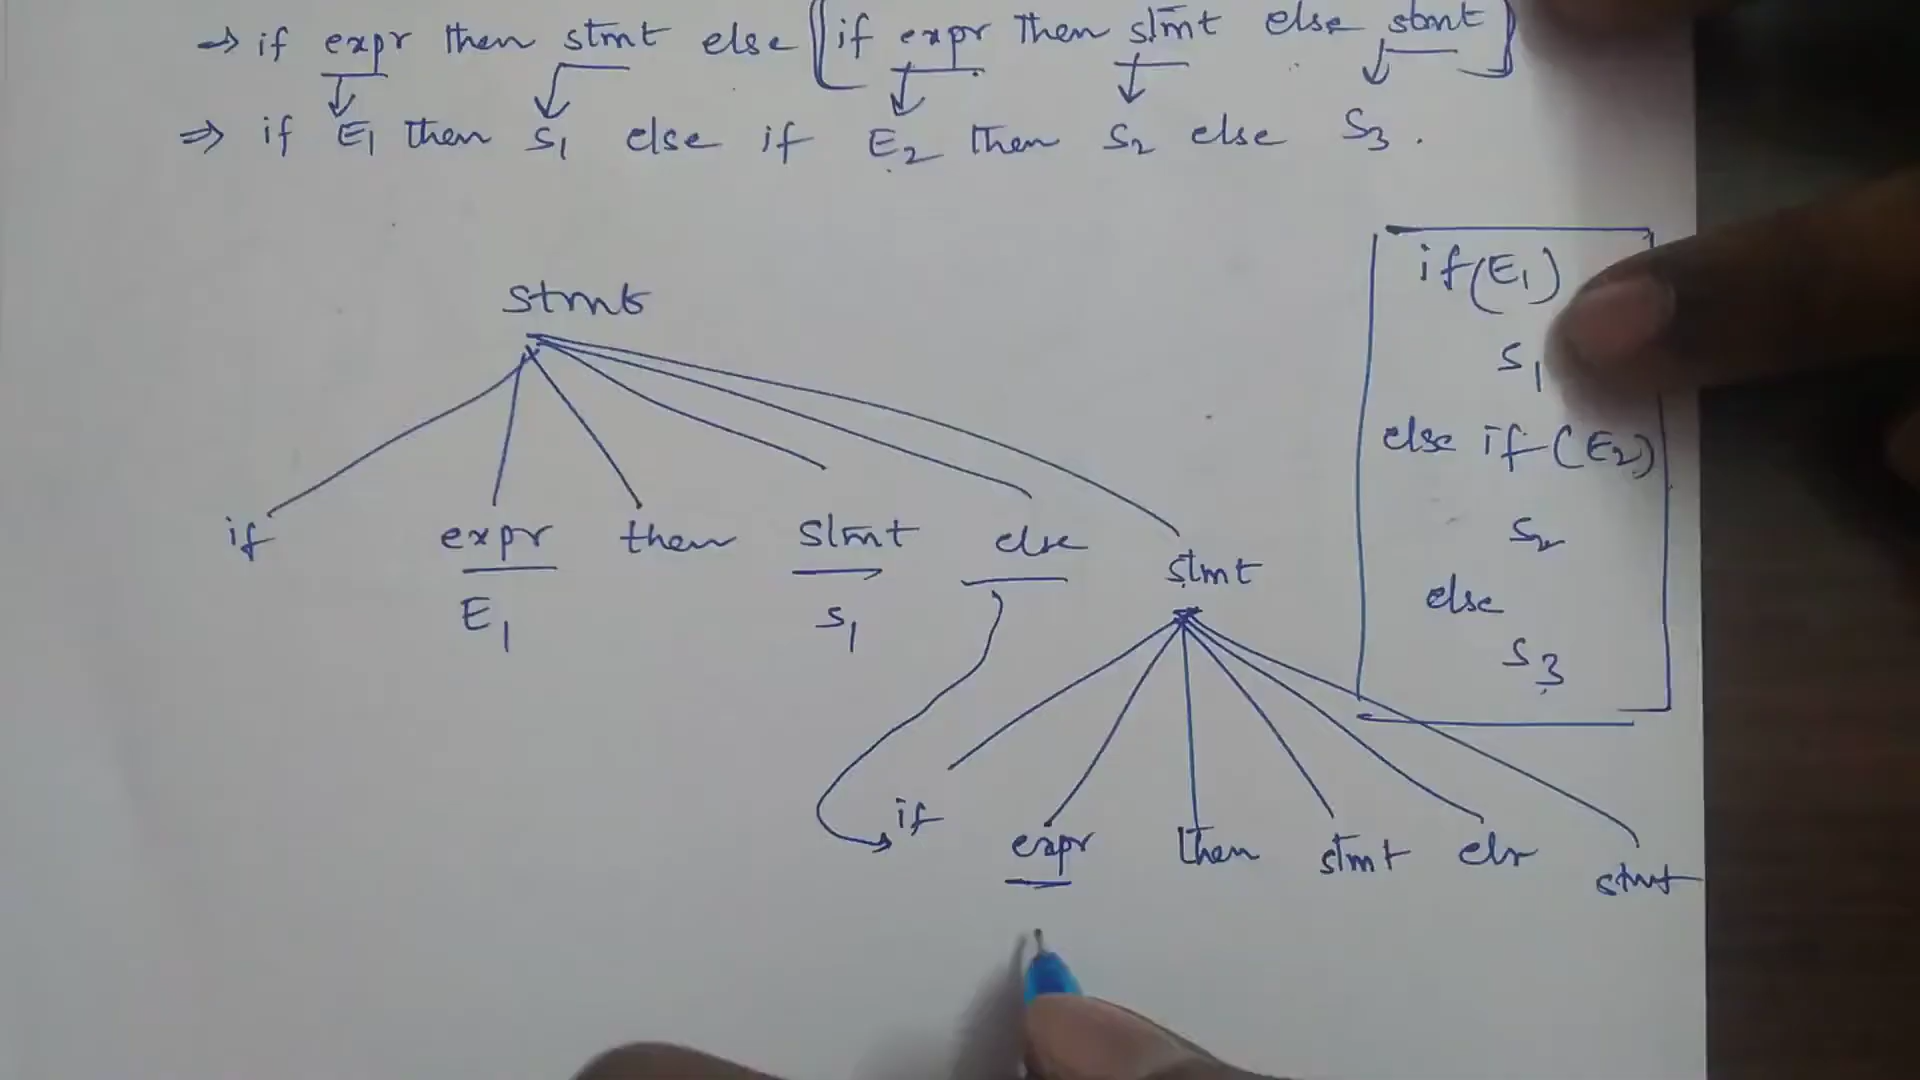 → if expr then stmt else [if expr then stmt else stmt]
⇒ if E1 then S1 else if E2 then S2 else S3.
stmt
if expr then stmt else stmt
E1 S1
if expr then stmt else stmt
if(E1)
S1
else if (E2)
S2
else
S3